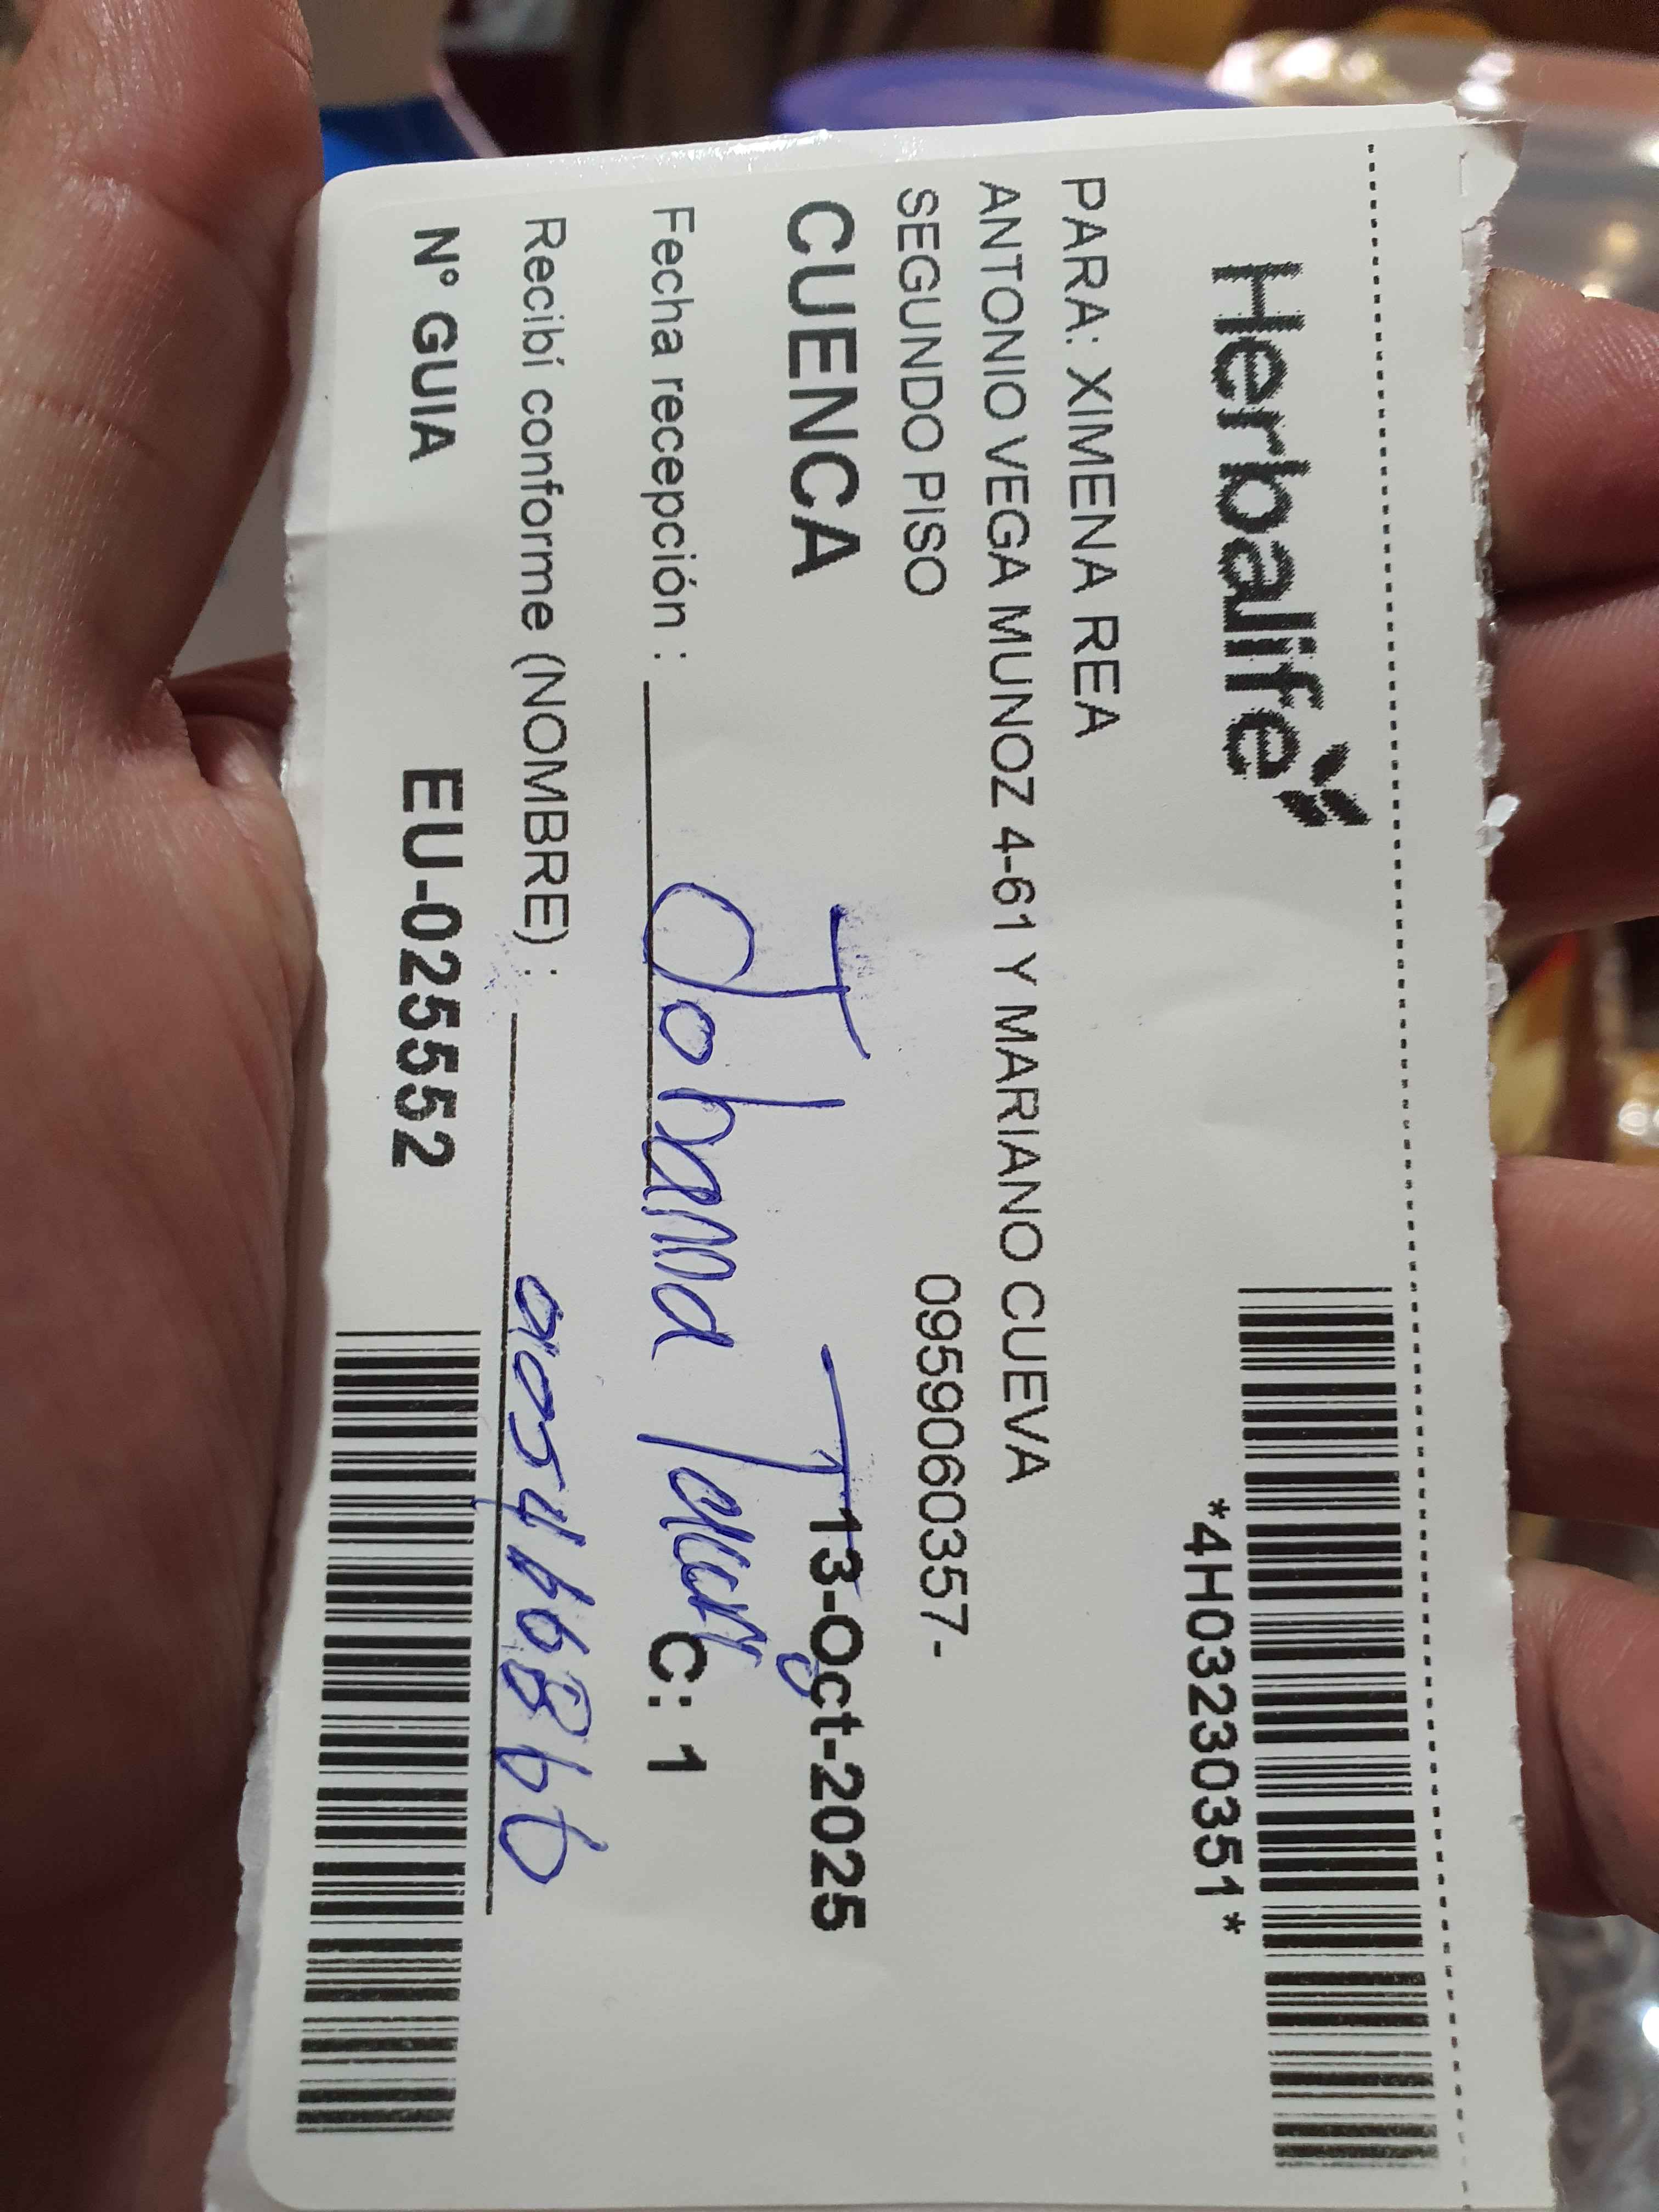 Herbalife
*4H03230351*
PARA: XIMENA REA
ANTONIO VEGA MUNOZ 4-61 Y MARIANO CUEVA
SEGUNDO PISO 0959060357-
CUENCA 13-Oct-2025
Fecha recepción : Johanna C: 1
Recibí conforme (NOMBRE) :
N° GUIA EU-025552